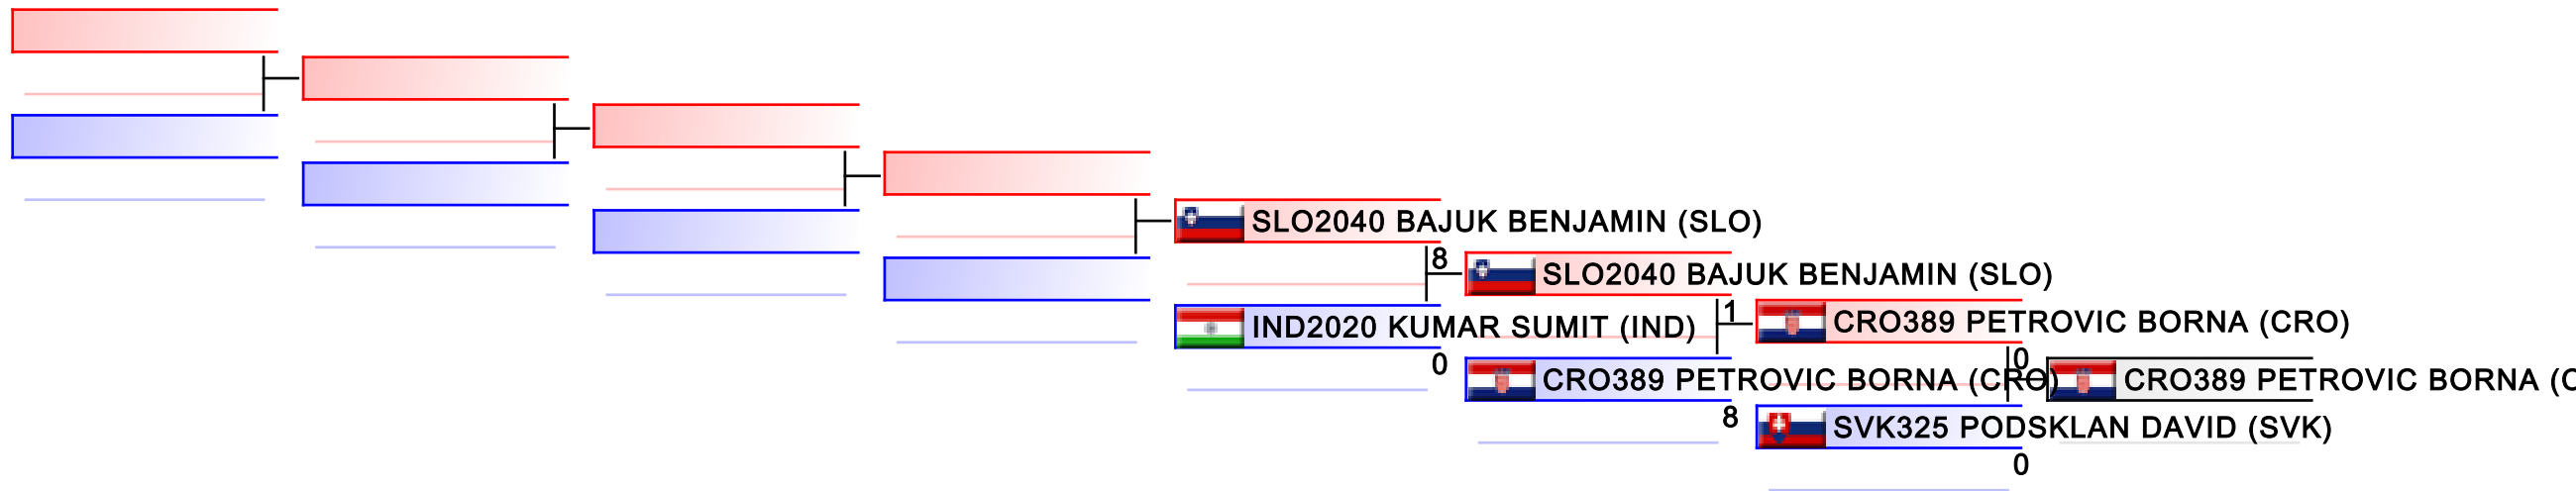 SLO2040 BAJUK BENJAMIN (SLO)
8
SLO2040 BAJUK BENJAMIN (SLO)
IND2020 KUMAR SUMIT (IND)
1
CRO389 PETROVIC BORNA (CRO)
0
0
CRO389 PETROVIC BORNA (CRO)
CRO389 PETROVIC BORNA (C
8
SVK325 PODSKLAN DAVID (SVK)
0